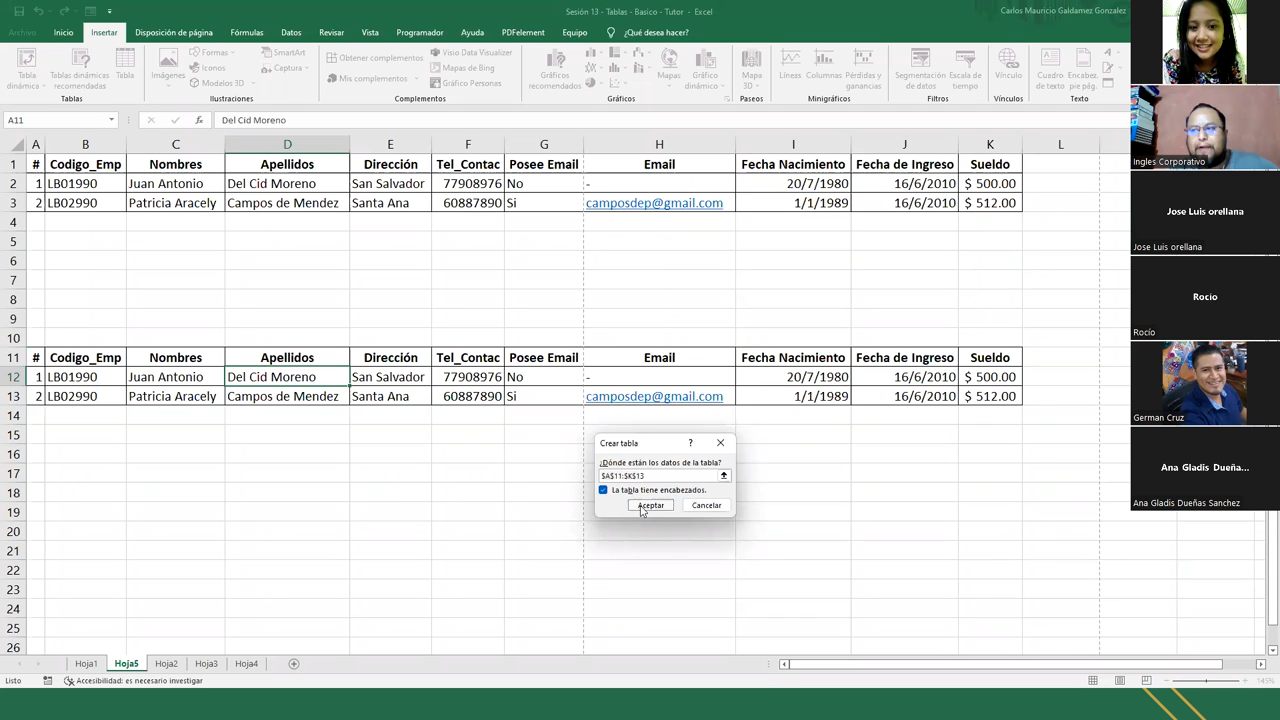 Sesión 13 - Tablas - Basico - Tutor - Excel
Carlos Mauricio Galdamez Gonzalez
Archivo Inicio Insertar Disposición de página Fórmulas Datos Revisar Vista Programador Ayuda PDFelement Equipo ¿Qué desea hacer?
Tabla dinámica
Tablas dinámicas recomendadas
Tabla
Tablas
Imágenes
Formas
Iconos
Modelos 3D
SmartArt
Captura
Ilustraciones
Obtener complementos
Mis complementos
Visio Data Visualizer
Mapas de Bing
Gráfico Personas
Complementos
Gráficos recomendados
Mapas
Gráfico dinámico
Gráficos
Mapa 3D
Paseos
Líneas
Columnas
Pérdidas y ganancias
Minigráficos
Segmentación de datos
Escala de tiempo
Filtros
Vínculo
Vínculos
Cuadro de texto
Encabez. pie pág.
Texto
A11
Del Cid Moreno
A B C D E F G H I J K L
1 # Codigo_Emp Nombres Apellidos Dirección Tel_Contac Posee Email Email Fecha Nacimiento Fecha de Ingreso Sueldo
2 1 LB01990 Juan Antonio Del Cid Moreno San Salvador 77908976 No - 20/7/1980 16/6/2010 $ 500.00
3 2 LB02990 Patricia Aracely Campos de Mendez Santa Ana 60887890 Si camposdep@gmail.com 1/1/1989 16/6/2010 $ 512.00
4
5
6
7
8
9
10
11 # Codigo_Emp Nombres Apellidos Dirección Tel_Contac Posee Email Email Fecha Nacimiento Fecha de Ingreso Sueldo
12 1 LB01990 Juan Antonio Del Cid Moreno San Salvador 77908976 No - 20/7/1980 16/6/2010 $ 500.00
13 2 LB02990 Patricia Aracely Campos de Mendez Santa Ana 60887890 Si camposdep@gmail.com 1/1/1989 16/6/2010 $ 512.00
14
15
16
17
18
19
20
21
22
23
24
25
26
Crear tabla ?
¿Dónde están los datos de la tabla?
$A$11:$K$13
La tabla tiene encabezados.
Aceptar Cancelar
Hoja1 Hoja5 Hoja2 Hoja3 Hoja4
Listo Accesibilidad: es necesario investigar 145%
Ingles Corporativo
Jose Luis orellana
Jose Luis orellana
Rocío
Rocío
German Cruz
Ana Gladis Dueña...
Ana Gladis Dueñas Sanchez